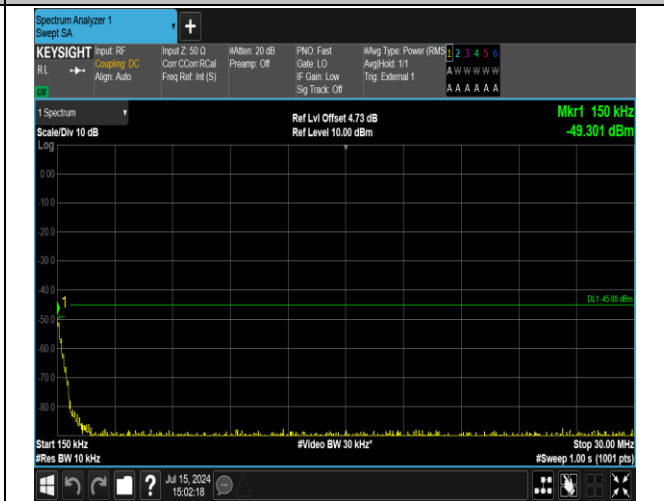 Spectrum Analyzer 1
Swept SA
+
KEYSIGHT Input: RF Input Z: 50 Ω #Atten: 20 dB PNO: Fast #Avg Type: Power (RMS 1 2 3 4 5 6
RL Coupling: DC Corr CCorr RCal Preamp: Off Gate: LO Avg|Hold: 1/1 A W W W W W
Align: Auto Freq Ref: Int (S) IF Gain: Low Trig: External 1
Sig Track: Off A A A A A A
1 Spectrum Ref Lvl Offset 4.73 dB Mkr1 150 kHz
Scale/Div 10 dB Ref Level 10.00 dBm -49.301 dBm
Log
0.00
-10.0
-20.0
-30.0
-40.0
1
DL1 -45.00 dBm
-50.0
-60.0
-70.0
-80.0
Start 150 kHz #Video BW 30 kHz* Stop 30.00 MHz
#Res BW 10 kHz #Sweep 1.00 s (1001 pts)
? Jul 15, 2024
15:02:18